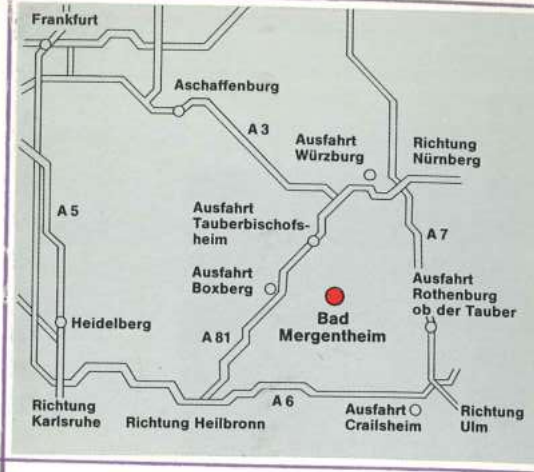 Frankfurt
Aschaffenburg
A 3
Ausfahrt
Würzburg
Richtung
Nürnberg
A 5
Ausfahrt
Tauberbischofs-
heim
A 7
Ausfahrt
Boxberg
Ausfahrt
Rothenburg
ob der Tauber
Heidelberg
Bad
Mergentheim
A 81
A 6
Richtung
Karlsruhe
Richtung Heilbronn
Ausfahrt
Crailsheim
Richtung
Ulm